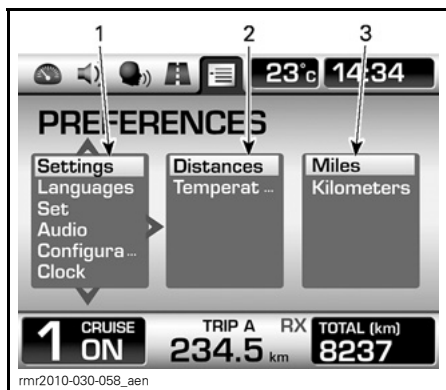 1 2 3
23°c 14:34
PREFERENCES
Settings Distances Miles
Languages Temperat ... Kilometers
Set
Audio
Configura ...
Clock
1 CRUISE ON TRIP A 234.5 km RX TOTAL (km) 8237
rmr2010-030-058_aen